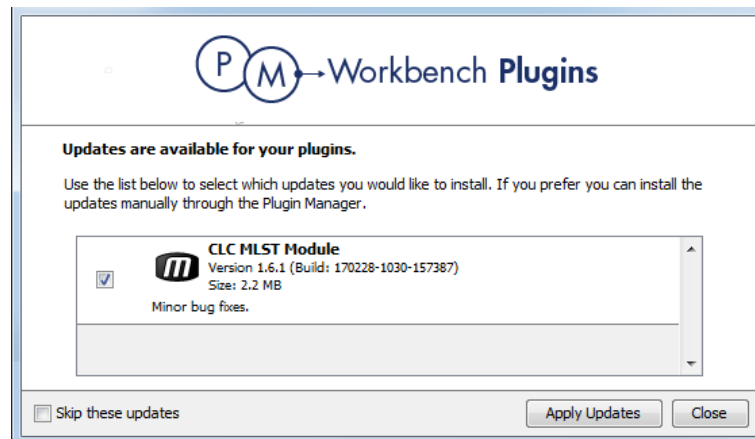 P M Workbench Plugins
Updates are available for your plugins.
Use the list below to select which updates you would like to install. If you prefer you can install the
updates manually through the Plugin Manager.
m CLC MLST Module
Version 1.6.1 (Build: 170228-1030-157387)
Size: 2.2 MB
Minor bug fixes.
Skip these updates Apply Updates Close